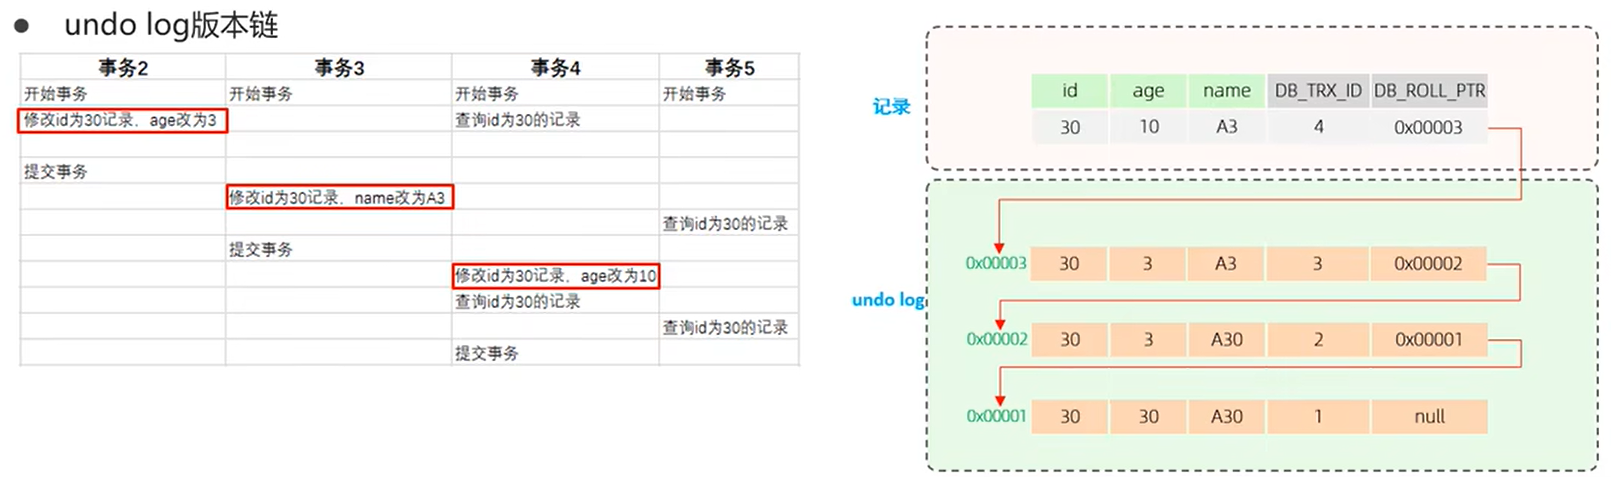 ● undo log版本链
事务2 事务3 事务4 事务5
开始事务 开始事务 开始事务 开始事务
修改id为30记录，age改为3 查询id为30的记录
提交事务
修改id为30记录，name改为A3
查询id为30的记录
提交事务
修改id为30记录，age改为10
查询id为30的记录
查询id为30的记录
提交事务
记录
id age name DB_TRX_ID DB_ROLL_PTR
30 10 A3 4 0x00003
undo log
0x00003 30 3 A3 3 0x00002
0x00002 30 3 A30 2 0x00001
0x00001 30 30 A30 1 null